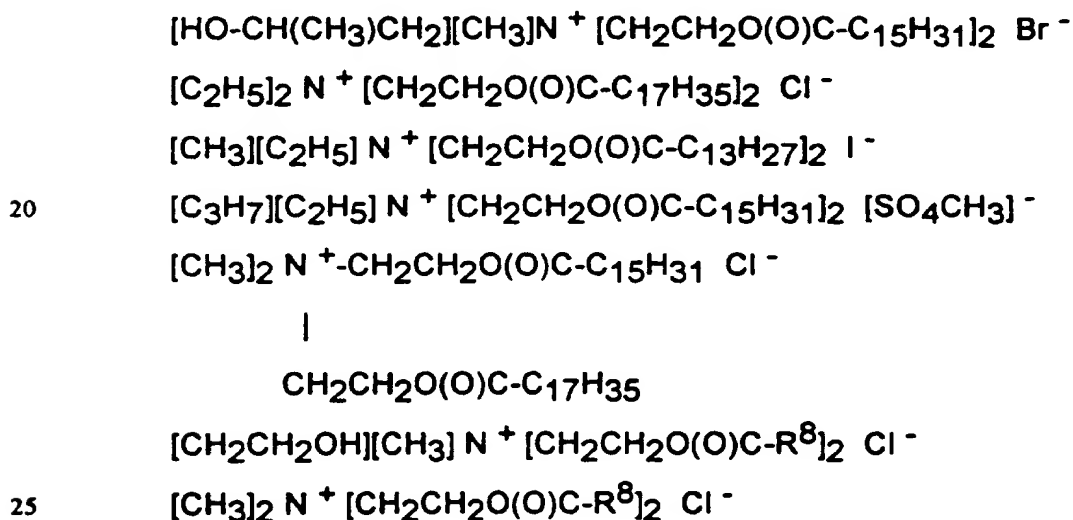 [HO-CH(CH3)CH2][CH3]N + [CH2CH2O(O)C-C15H31]2 Br -
[C2H5]2 N + [CH2CH2O(O)C-C17H35]2 Cl -
[CH3][C2H5] N + [CH2CH2O(O)C-C13H27]2 I -
20 [C3H7][C2H5] N + [CH2CH2O(O)C-C15H31]2 [SO4CH3] -
[CH3]2 N +-CH2CH2O(O)C-C15H31 Cl -
|
CH2CH2O(O)C-C17H35
[CH2CH2OH][CH3] N + [CH2CH2O(O)C-R8]2 Cl -
25 [CH3]2 N + [CH2CH2O(O)C-R8]2 Cl -